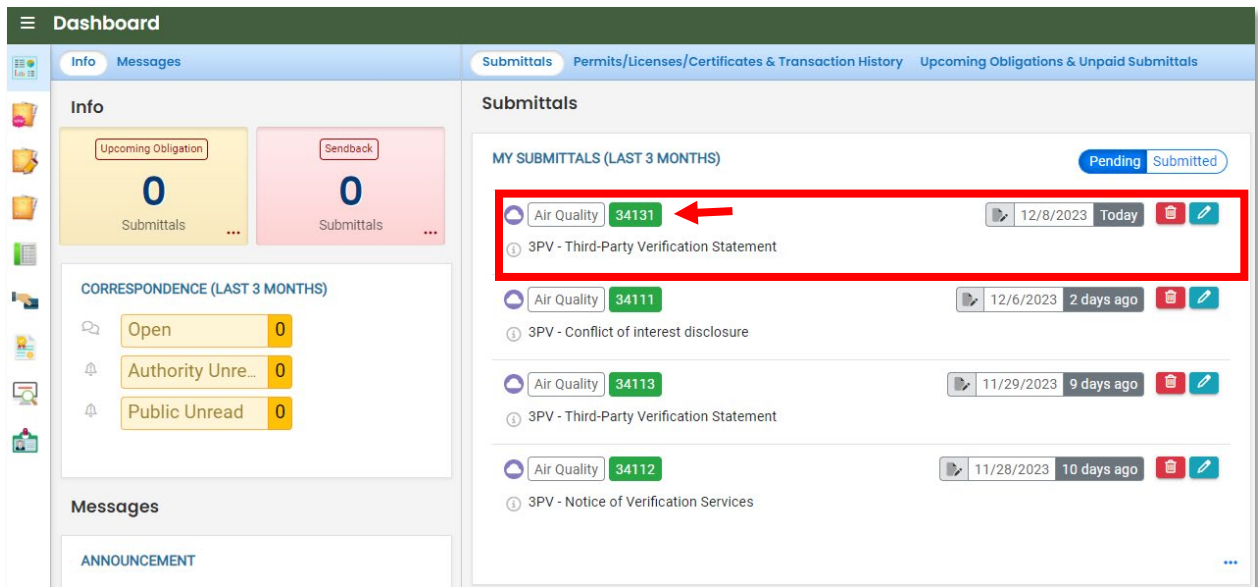 Dashboard
Info Messages
Info
Upcoming Obligation
0
Submittals
...
Sendback
0
Submittals
...
CORRESPONDENCE (LAST 3 MONTHS)
Open 0
Authority Unre... 0
Public Unread 0
Messages
ANNOUNCEMENT
Submittals Permits/Licenses/Certificates & Transaction History Upcoming Obligations & Unpaid Submittals
Submittals
MY SUBMITTALS (LAST 3 MONTHS) Pending Submitted
Air Quality 34131 12/8/2023 Today
3PV - Third-Party Verification Statement
Air Quality 34111 12/6/2023 2 days ago
3PV - Conflict of interest disclosure
Air Quality 34113 11/29/2023 9 days ago
3PV - Third-Party Verification Statement
Air Quality 34112 11/28/2023 10 days ago
3PV - Notice of Verification Services
...